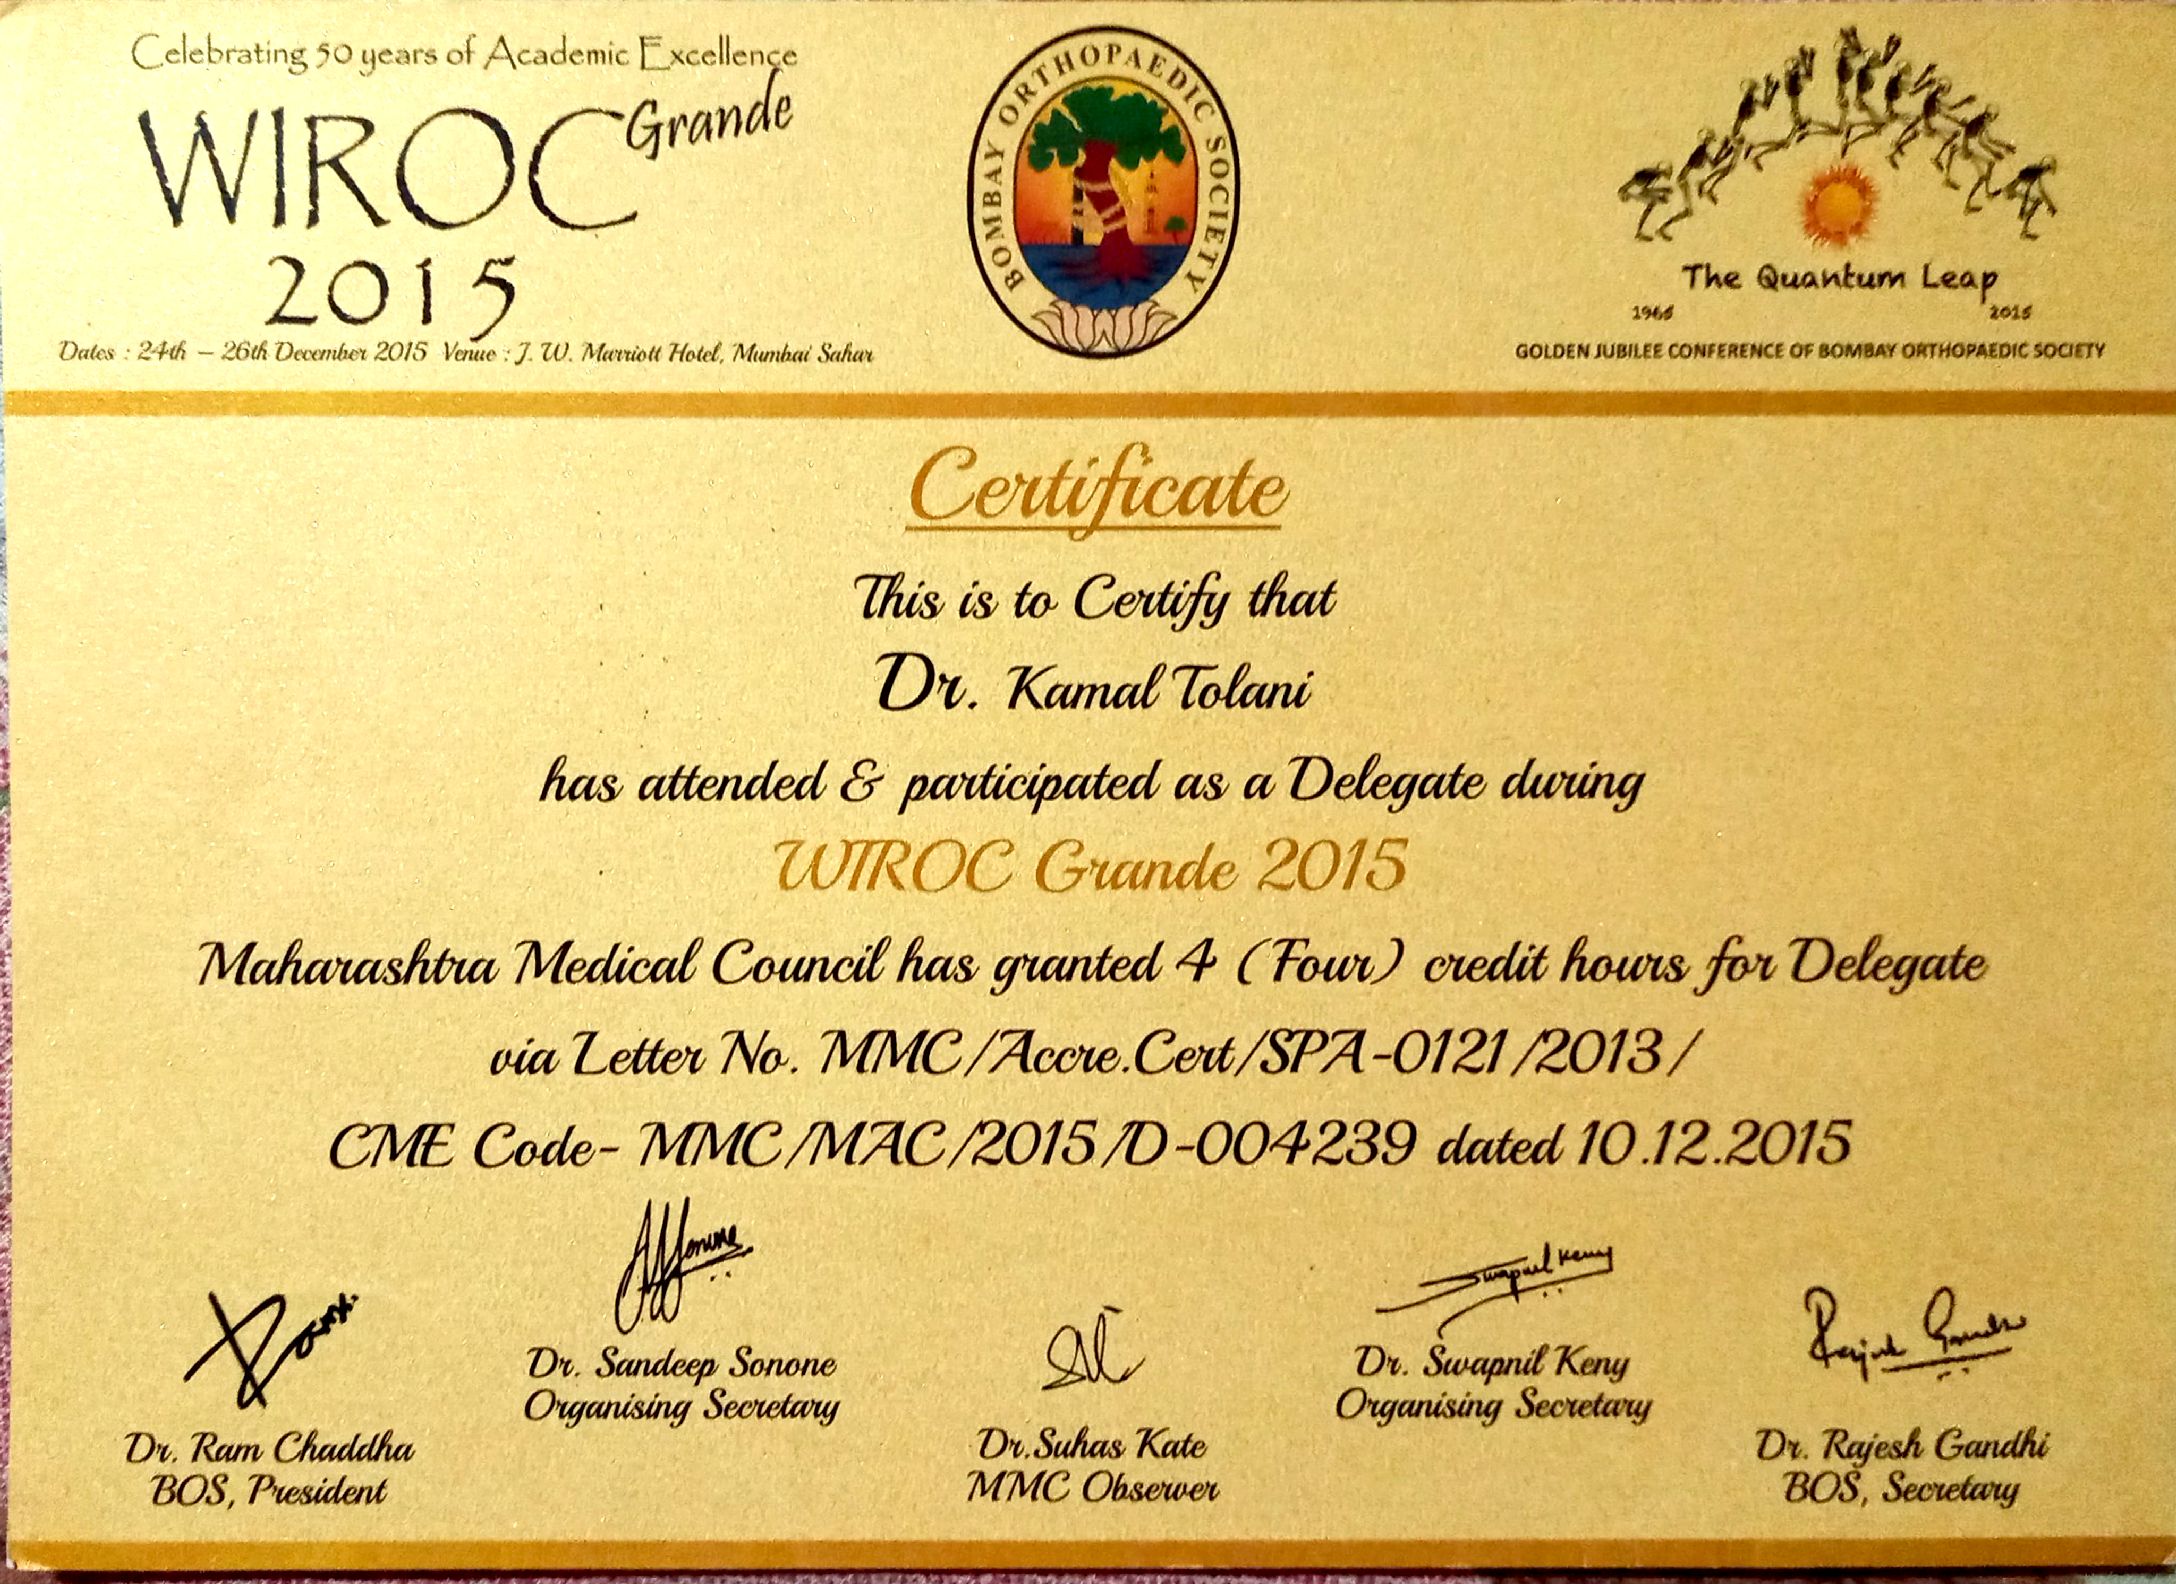 Celebrating 50 years of Academic Excellence
WIROC Grande
2015
Dates : 24th – 26th December 2015 Venue : J. W. Marriott Hotel, Mumbai Sahar
BOMBAY ORTHOPAEDIC SOCIETY
The Quantum Leap
1965 2015
GOLDEN JUBILEE CONFERENCE OF BOMBAY ORTHOPAEDIC SOCIETY
Certificate
This is to Certify that
Dr. Kamal Tolani
has attended & participated as a Delegate during
WIROC Grande 2015
Maharashtra Medical Council has granted 4 (Four) credit hours for Delegate
via Letter No. MMC/Accre.Cert/SPA-0121/2013/
CME Code- MMC/MAC/2015/D-004239 dated 10.12.2015
Swapnil Keny
Rajesh Gandhi
Dr. Sandeep Sonone
Organising Secretary
Dr. Swapnil Keny
Organising Secretary
Dr. Ram Chaddha
BOS, President
Dr.Suhas Kate
MMC Observer
Dr. Rajesh Gandhi
BOS, Secretary